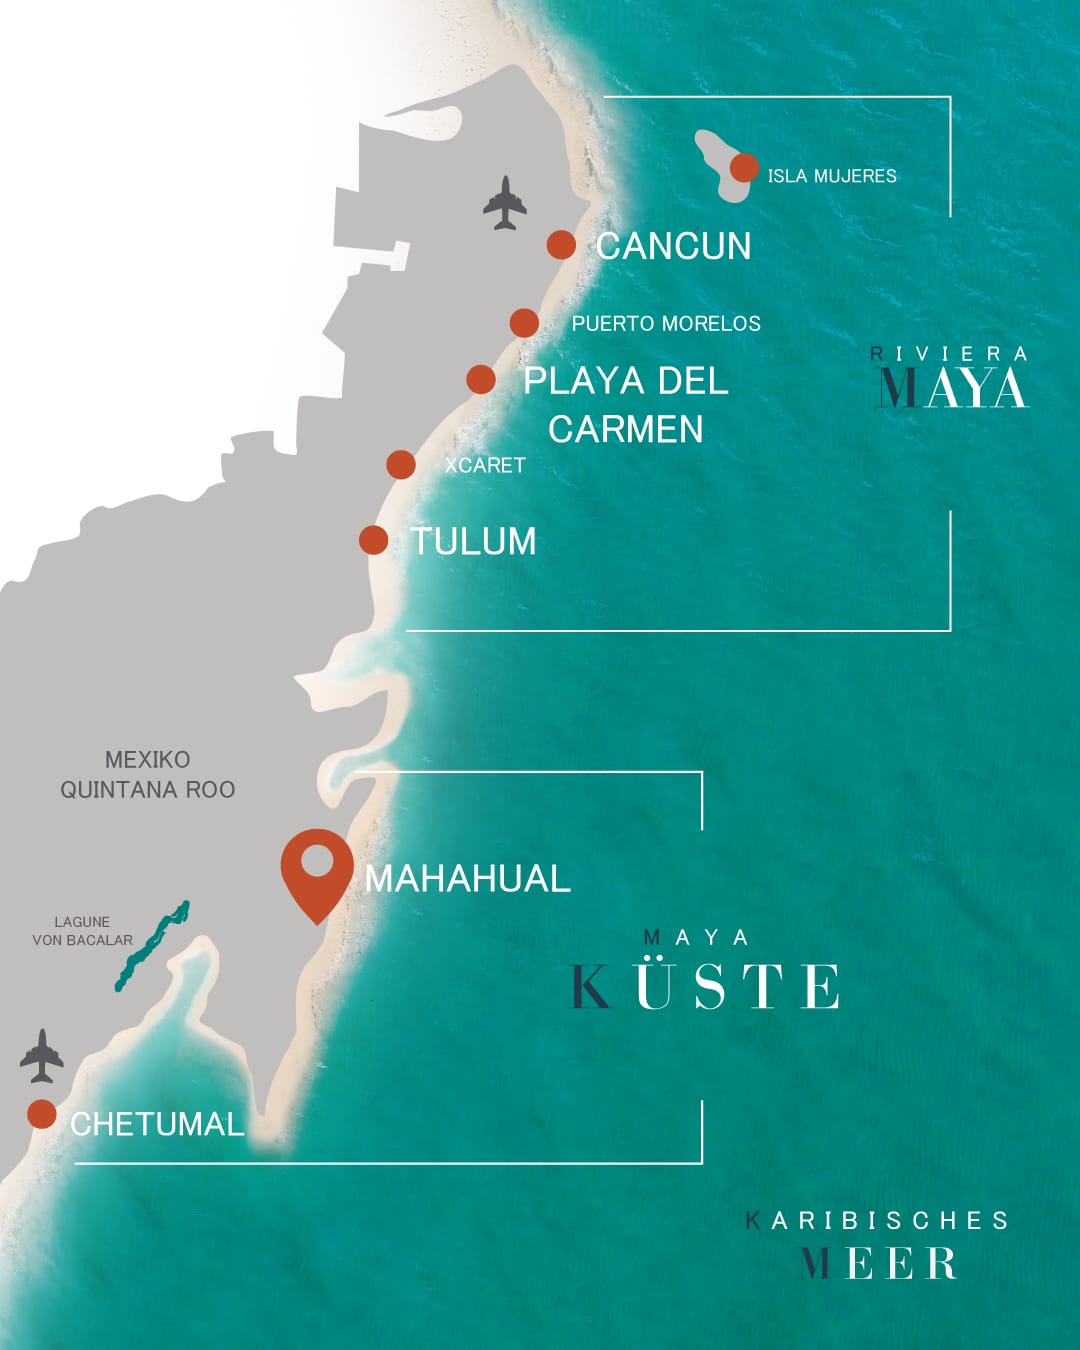 ISLA MUJERES
CANCUN
PUERTO MORELOS
RIVIERA
MAYA
PLAYA DEL
CARMEN
XCARET
TULUM
MEXIKO
QUINTANA ROO
MAHAHUAL
LAGUNE
VON BACALAR
MAYA
KÜSTE
CHETUMAL
KARIBISCHES
MEER